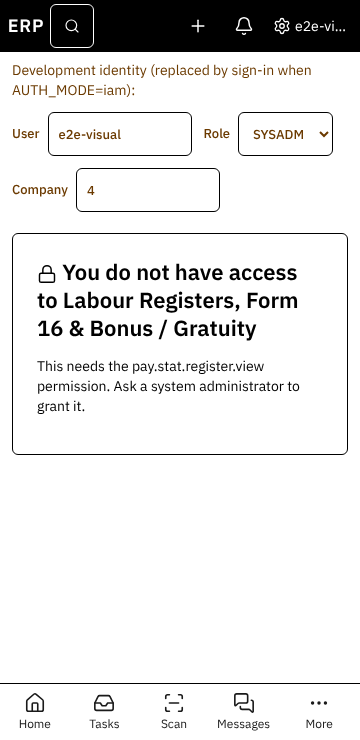 ERP e2e-vi...
Development identity (replaced by sign-in when
AUTH_MODE=iam):
User e2e-visual Role SYSADM
Company 4
You do not have access
to Labour Registers, Form
16 & Bonus / Gratuity
This needs the pay.stat.register.view
permission. Ask a system administrator to
grant it.
Home Tasks Scan Messages More